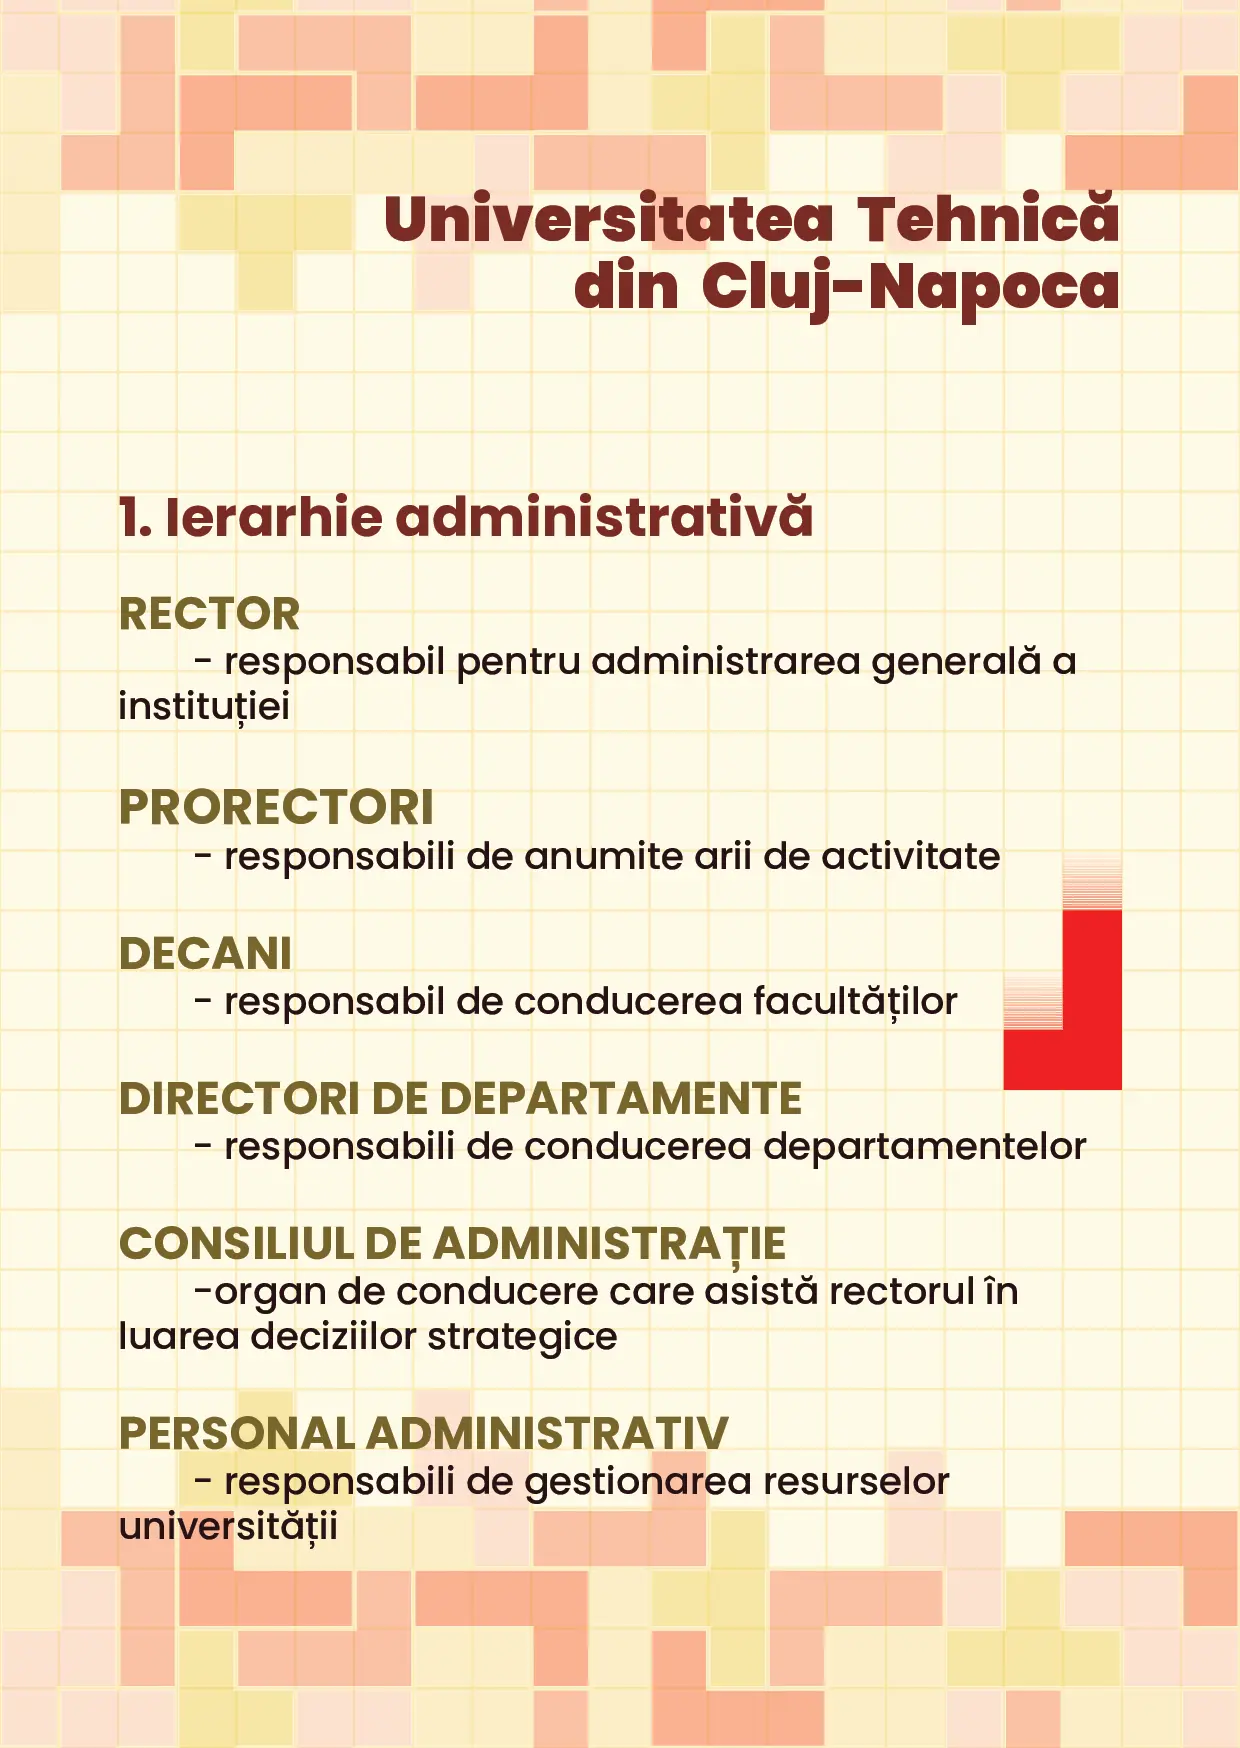 Universitatea Tehnică
din Cluj-Napoca
1. Ierarhie administrativă
RECTOR
- responsabil pentru administrarea generală a
instituției
PRORECTORI
- responsabili de anumite arii de activitate
DECANI
- responsabil de conducerea facultăților
DIRECTORI DE DEPARTAMENTE
- responsabili de conducerea departamentelor
CONSILIUL DE ADMINISTRAȚIE
-organ de conducere care asistă rectorul în
luarea deciziilor strategice
PERSONAL ADMINISTRATIV
- responsabili de gestionarea resurselor
universității